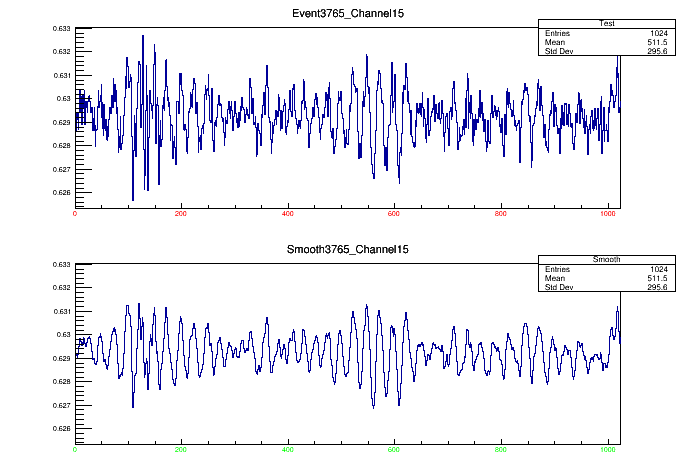 Event3765_Channel15
Test
Entries 1024
Mean 511.5
Std Dev 295.6
0.633
0.632
0.631
0.63
0.629
0.628
0.627
0.626
0 200 400 600 800 1000
Smooth3765_Channel15
Smooth
Entries 1024
Mean 511.5
Std Dev 295.6
0.633
0.632
0.631
0.63
0.629
0.628
0.627
0.626
0 200 400 600 800 1000